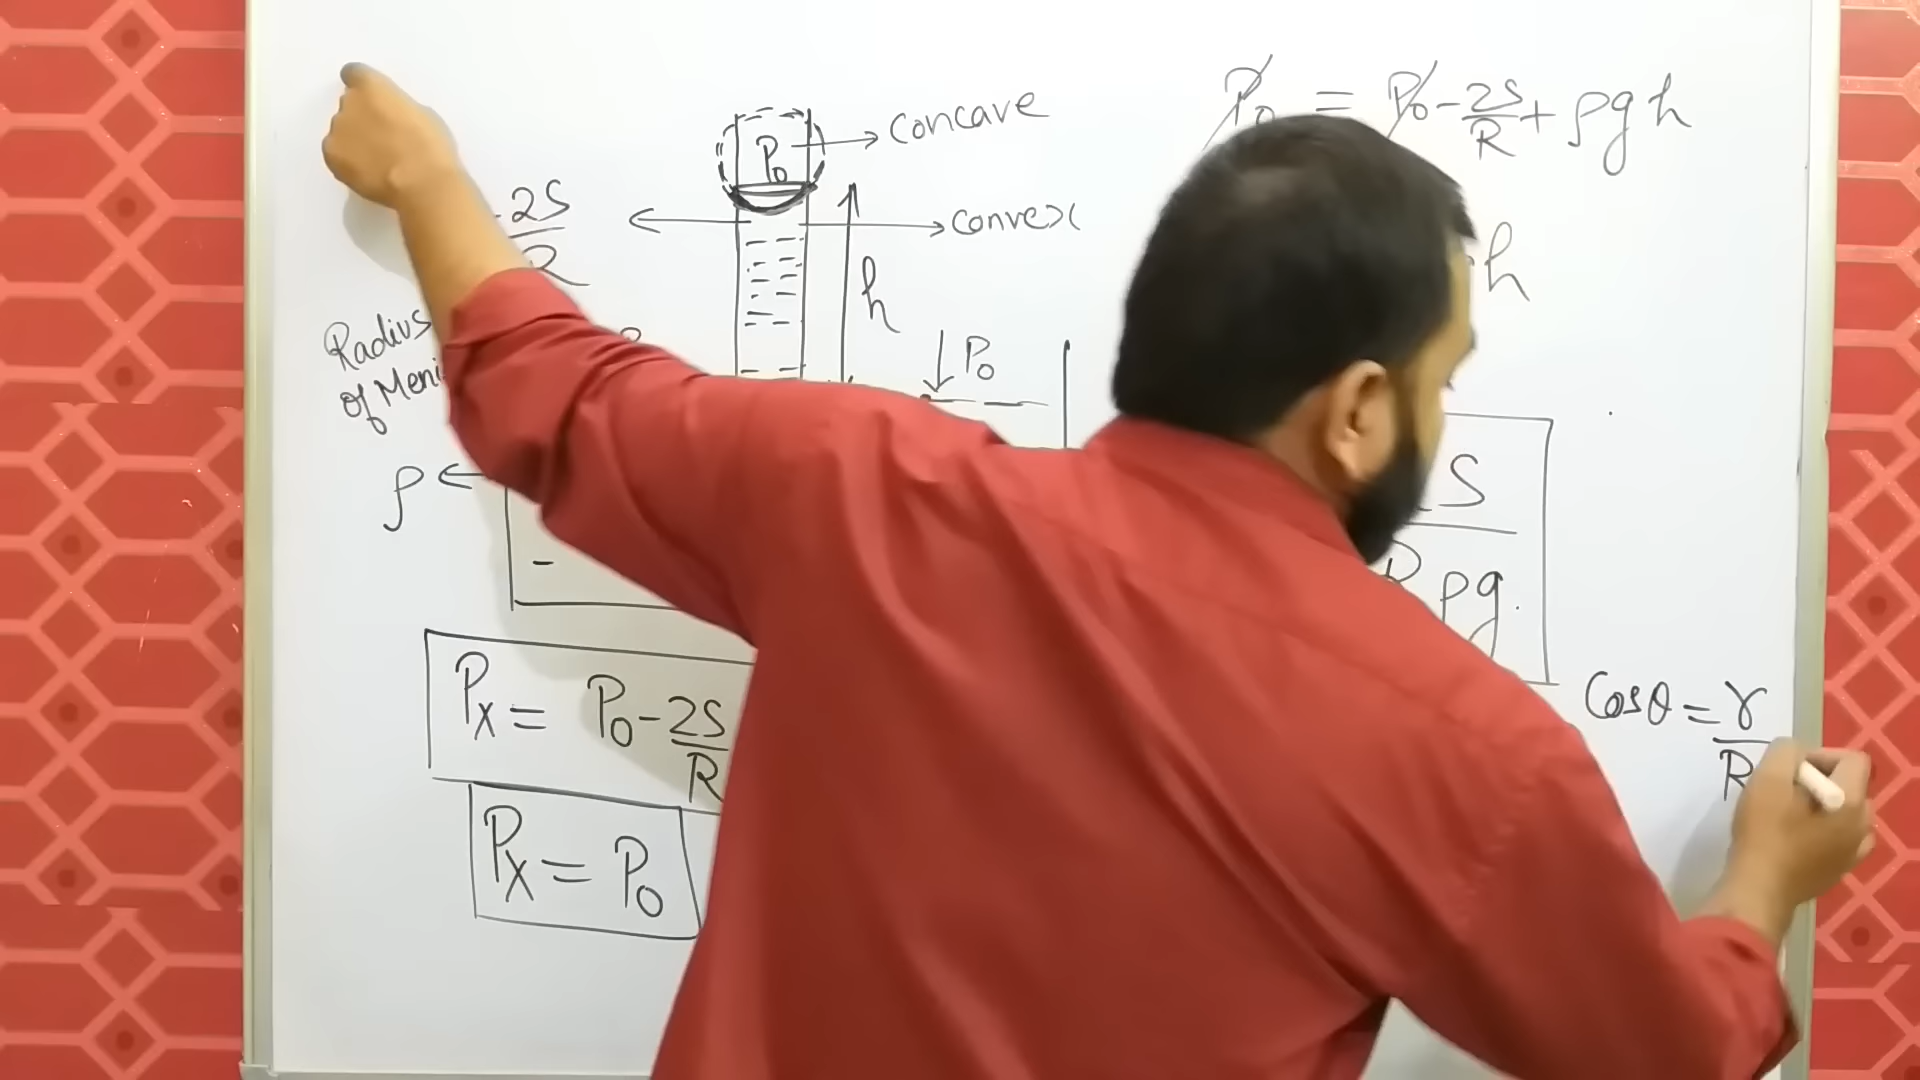 P₀ = P₀ - 2S/R + ρgh
concave
P₀
2S
convex
h
h
Radius
of Meni
P₀
ρ
S
ρg
Pₓ = P₀ - 2S/R
Cosθ = r/R
Pₓ = P₀